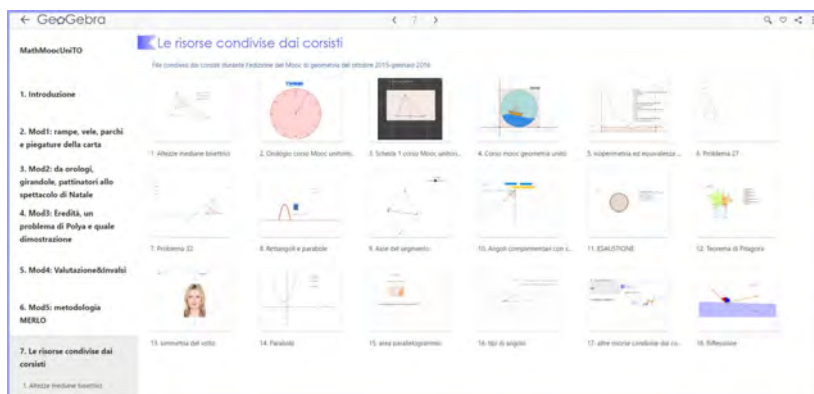 ← GeoGebra
< 7 >
MathMoocUniTO
1. Introduzione
2. Mod1: rampe, vele, parchi
e piegature della carta
3. Mod2: da orologi,
girandole, pattinatori allo
spettacolo di Natale
4. Mod3: Eredità, un
problema di Polya e quale
dimostrazione
5. Mod4: Valutazione&Invalsi
6. Mod5: metodologia
MERLO
7. Le risorse condivise dai
corsisti
1. Altezze mediane bisettrici
Le risorse condivise dai corsisti
File condivisi dai corsisti durante l'edizione del Mooc di geometria del ottobre 2015-gennaio 2016
1. Altezze mediane bisettrici
2. Orologio corso Mooc unitorin...
3. Scheda 1 corso Mooc unitori...
4. Corso mooc geometria unito
5. isoperimetria ed equivalenza ...
6. Problema 27
7. Problema 32
8. Rettangoli e parabole
9. Asse del segmento
10. Angoli complementari con s...
11. ESAUSTIONE
12. Teorema di Pitagora
13. simmetria del volto
14. Parabola
15. area parallelogrammo
16. tipi di angolo
17. altre risorse condivise dai co...
18. Riflessione